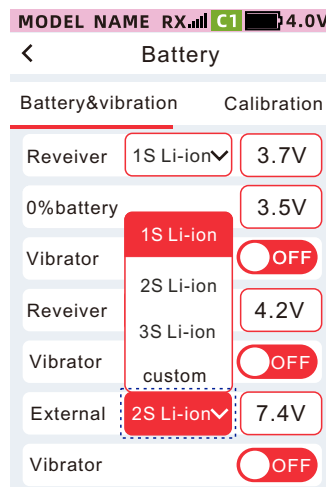 MODEL NAME RX C1 4.0V
Battery
Battery&vibration Calibration
Reveiver 1S Li-ion 3.7V
0%battery 3.5V
1S Li-ion
Vibrator OFF
2S Li-ion
Reveiver 4.2V
3S Li-ion
Vibrator OFF
custom
External 2S Li-ion 7.4V
Vibrator OFF